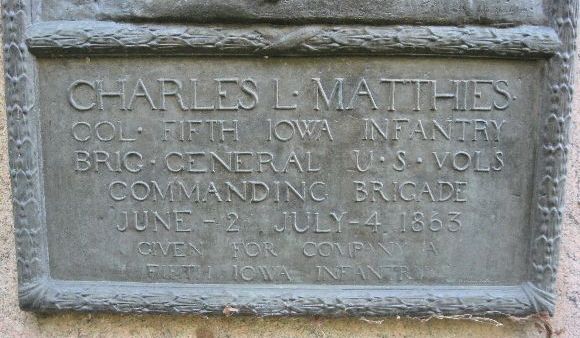 CHARLES L· MATTHIES·
COL· FIFTH IOWA INFANTRY
BRIG· GENERAL U·S·VOLS
COMMANDING BRIGADE
JUNE-2 JULY-4 1863
GIVEN FOR COMPANY A
FIFTH IOWA INFANTRY